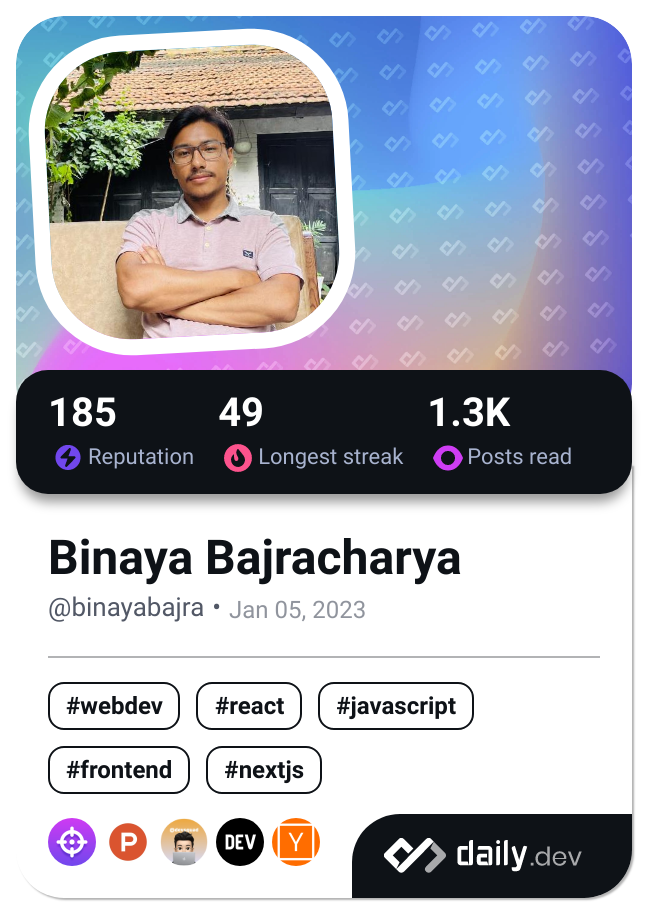 185 49 1.3K
Reputation Longest streak Posts read
Binaya Bajracharya
@binayabajra • Jan 05, 2023
#webdev #react #javascript
#frontend #nextjs
P DEV Y
daily.dev